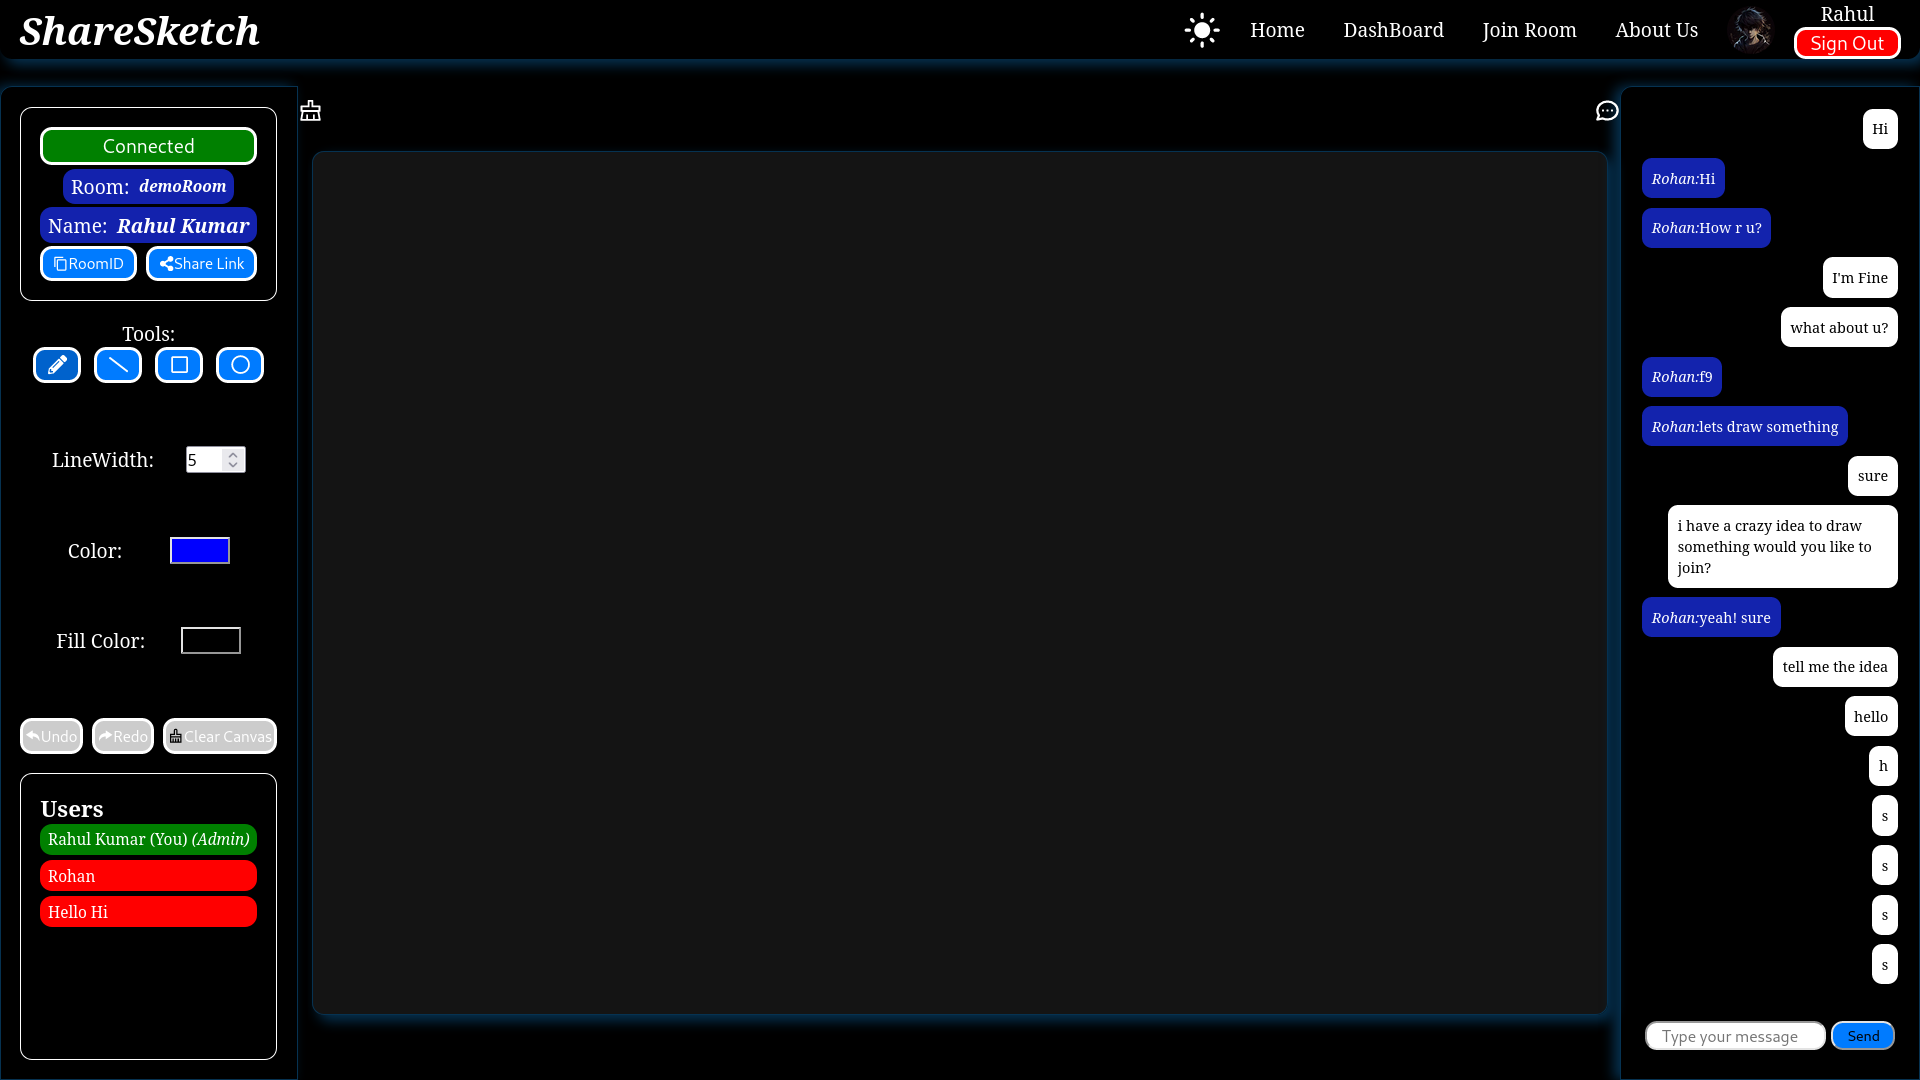 ShareSketch
Home
DashBoard
Join Room
About Us
Rahul
Sign Out
Connected
Room: demoRoom
Name: Rahul Kumar
RoomID
Share Link
Tools:
LineWidth: 5
Color:
Fill Color:
Undo
Redo
Clear Canvas
Users
Rahul Kumar (You) (Admin)
Rohan
Hello Hi
Hi
Rohan:Hi
Rohan:How r u?
I'm Fine
what about u?
Rohan:f9
Rohan:lets draw something
sure
i have a crazy idea to draw
something would you like to
join?
Rohan:yeah! sure
tell me the idea
hello
h
s
s
s
s
Type your message
Send